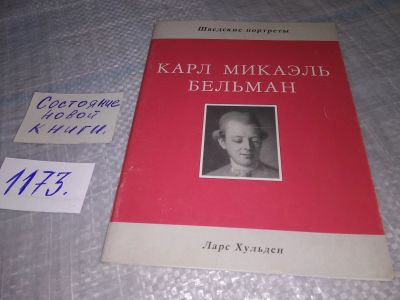 Шведские портреты
КАРЛ МИКАЭЛЬ
БЕЛЬМАН
Ларс Хульден
Состояние
новой
книги.
1173.